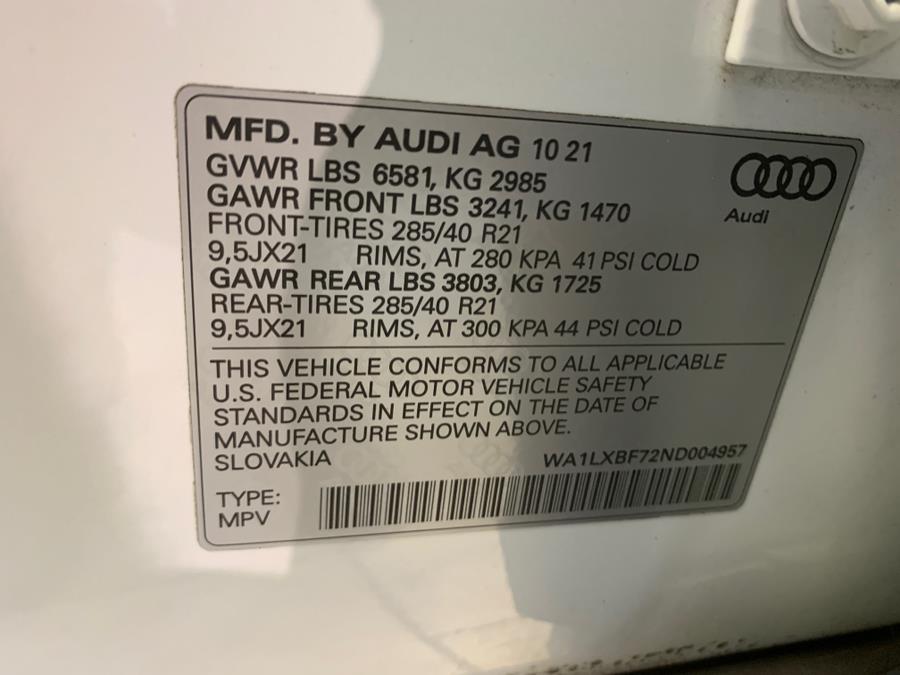 MFD. BY AUDI AG 10 21
GVWR LBS 6581, KG 2985
GAWR FRONT LBS 3241, KG 1470
FRONT-TIRES 285/40 R21
9,5JX21 RIMS, AT 280 KPA 41 PSI COLD
GAWR REAR LBS 3803, KG 1725
REAR-TIRES 285/40 R21
9,5JX21 RIMS, AT 300 KPA 44 PSI COLD
Audi
THIS VEHICLE CONFORMS TO ALL APPLICABLE
U.S. FEDERAL MOTOR VEHICLE SAFETY
STANDARDS IN EFFECT ON THE DATE OF
MANUFACTURE SHOWN ABOVE.
SLOVAKIA WA1LXBF72ND004957
TYPE:
MPV